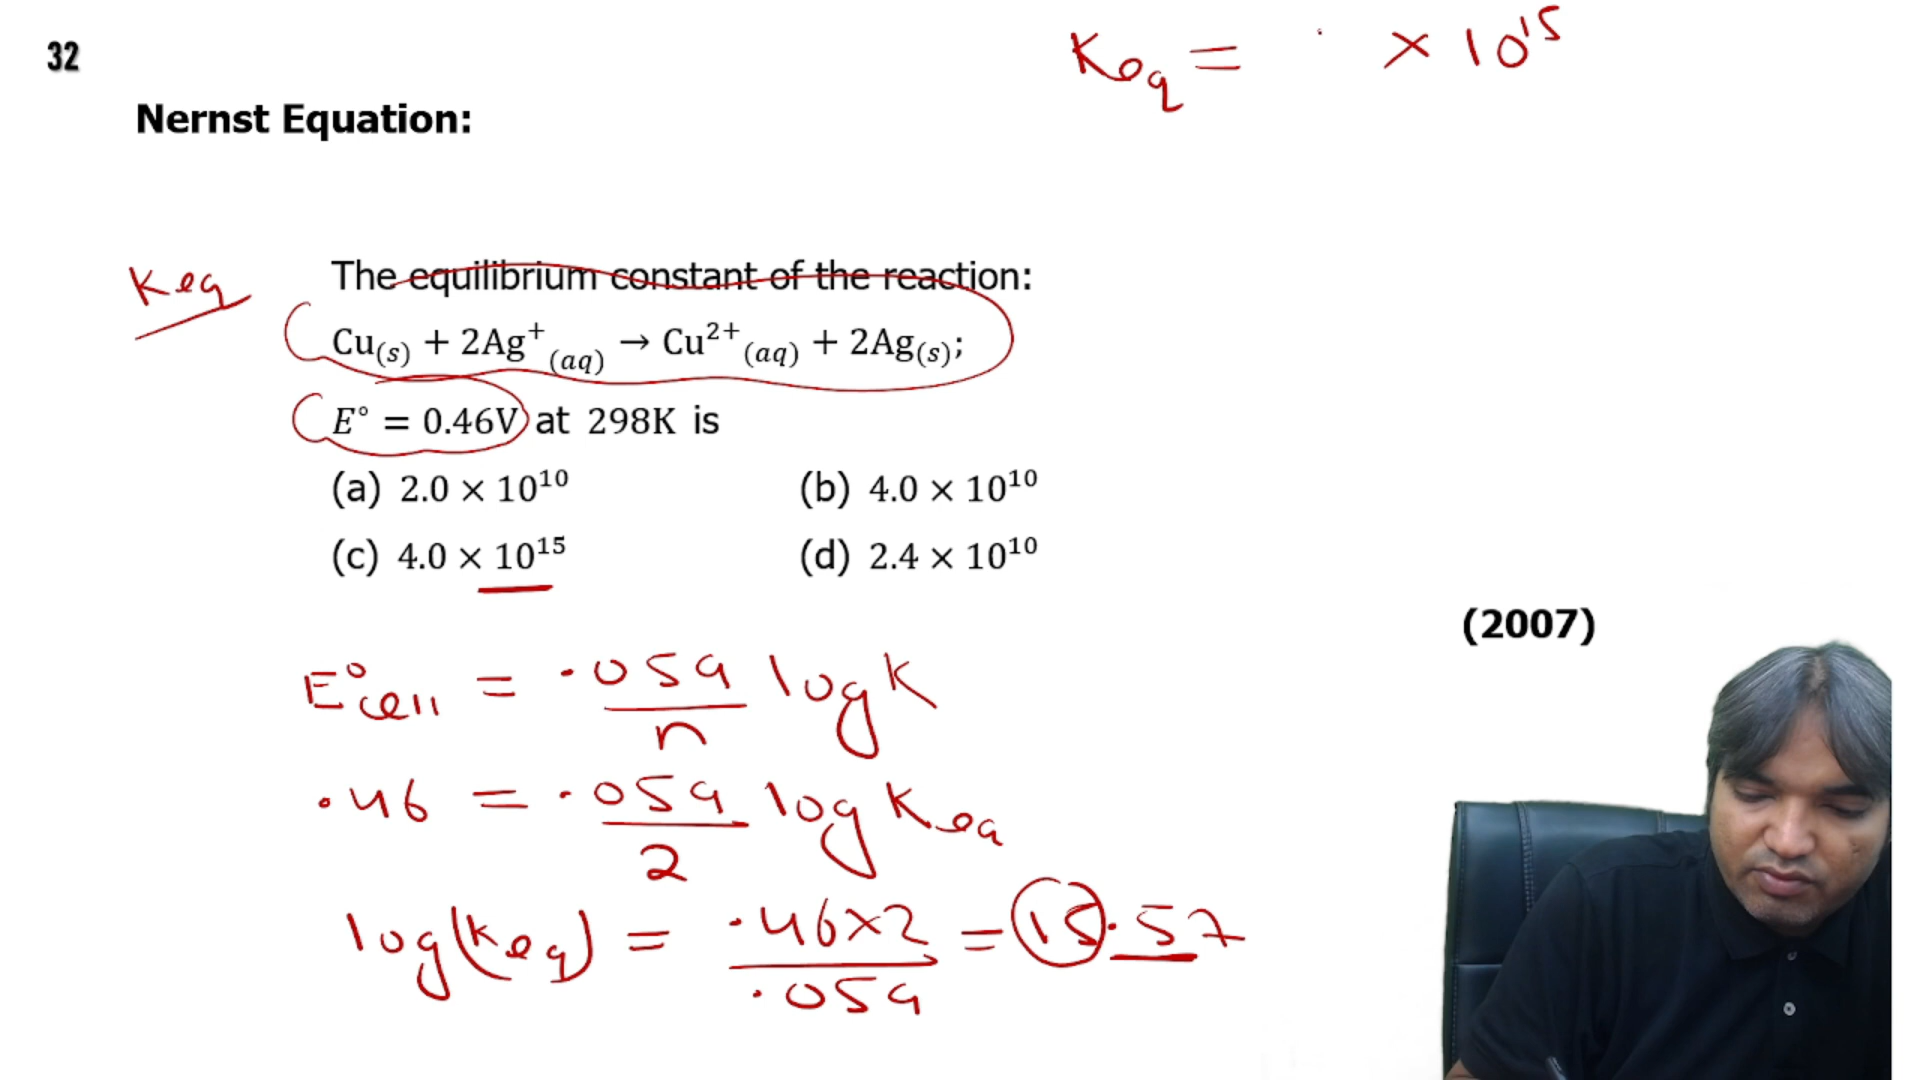 32
K_eq = . × 10¹⁵
Nernst Equation:
Keq
The equilibrium constant of the reaction:
Cu₍s₎ + 2Ag⁺₍aq₎ → Cu²⁺₍aq₎ + 2Ag₍s₎;
E° = 0.46V at 298K is
(a) 2.0 × 10¹⁰ (b) 4.0 × 10¹⁰
(c) 4.0 × 10¹⁵ (d) 2.4 × 10¹⁰
(2007)
E°cell = .059/n log K
.46 = .059/2 log Keq
log(Keq) = .46×2/.059 = 15.57